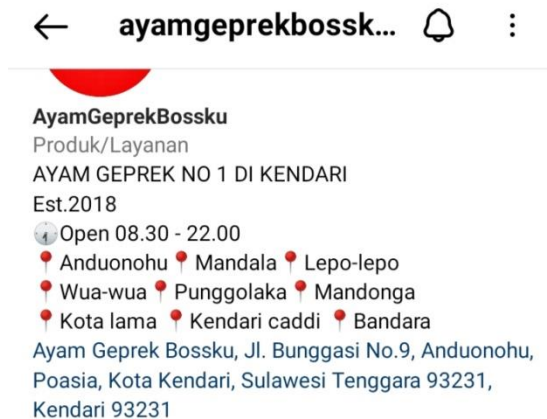 ayamgeprekbossk...
AyamGeprekBossku
Produk/Layanan
AYAM GEPREK NO 1 DI KENDARI
Est.2018
🕢Open 08.30 - 22.00
📍Anduonohu📍Mandala📍Lepo-lepo
📍Wua-wua📍Punggolaka📍Mandonga
📍Kota lama 📍Kendari caddi 📍Bandara
Ayam Geprek Bossku, Jl. Bunggasi No.9, Anduonohu,
Poasia, Kota Kendari, Sulawesi Tenggara 93231,
Kendari 93231